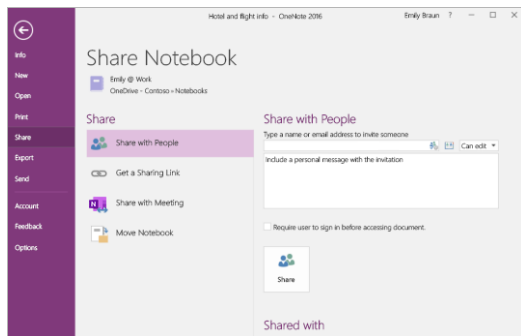 Hotel and flight info - OneNote 2016
Emily Braun ?
Info
New
Open
Print
Share
Export
Send
Account
Feedback
Options
Share Notebook
Emily @ Work
OneDrive - Contoso » Notebooks
Share
Share with People
Get a Sharing Link
Share with Meeting
Move Notebook
Share with People
Type a name or email address to invite someone
Can edit
Include a personal message with the invitation
Require user to sign in before accessing document.
Share
Shared with